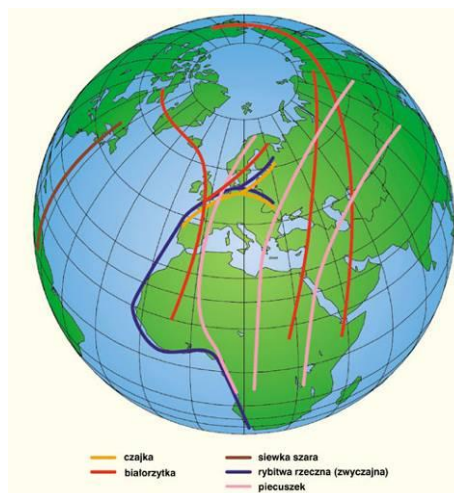 czajka
białorzytka
siewka szara
rybitwa rzeczna (zwyczajna)
piecuszek